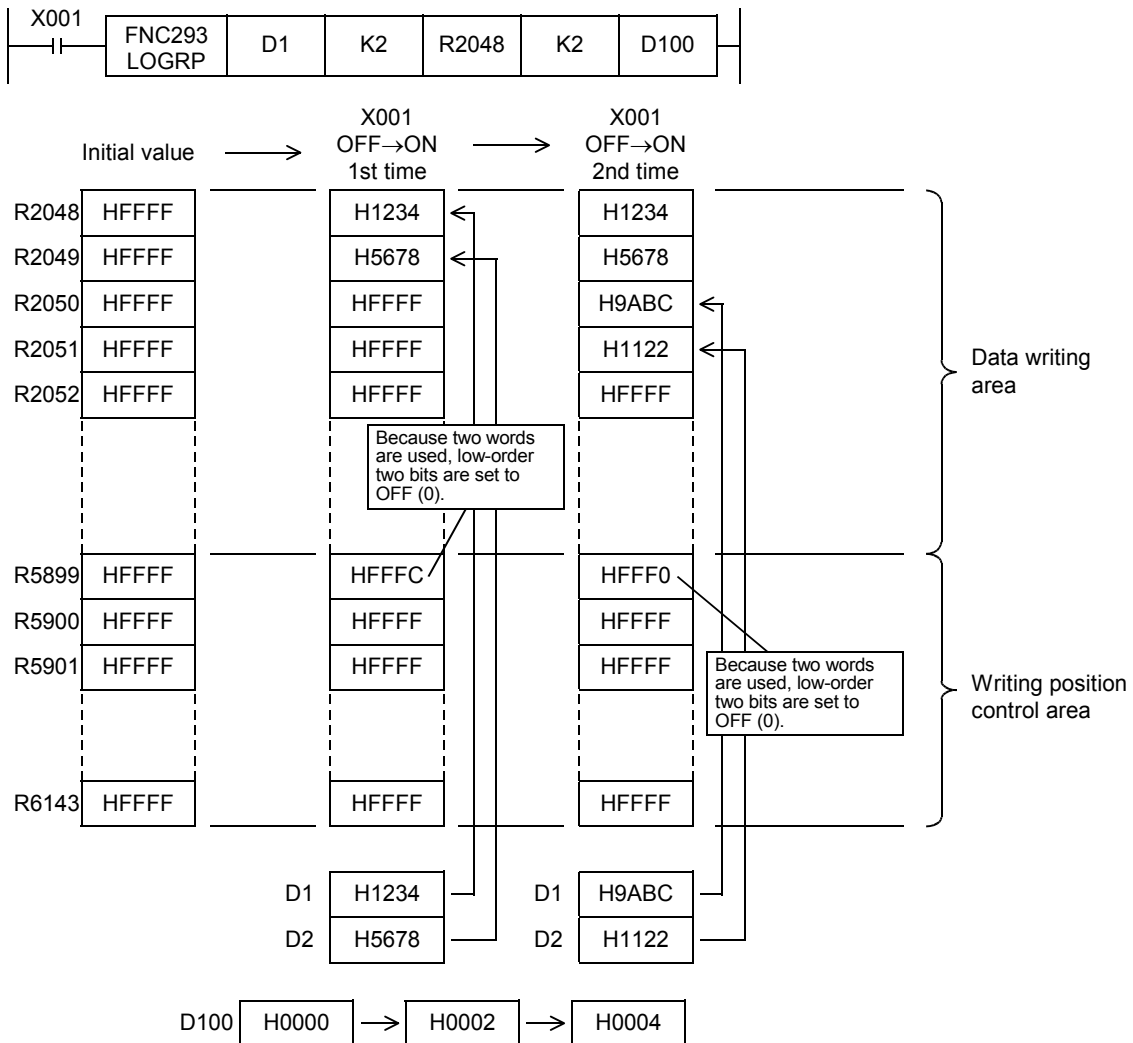 X001
FNC293 LOGRP D1 K2 R2048 K2 D100
Initial value
X001
OFF→ON
1st time
X001
OFF→ON
2nd time
R2048 HFFFF H1234 H1234
R2049 HFFFF H5678 H5678
R2050 HFFFF HFFFF H9ABC
R2051 HFFFF HFFFF H1122
R2052 HFFFF HFFFF HFFFF
Data writing
area
Because two words
are used, low-order
two bits are set to
OFF (0).
R5899 HFFFF HFFFC HFFF0
R5900 HFFFF HFFFF HFFFF
R5901 HFFFF HFFFF HFFFF
Because two words
are used, low-order
two bits are set to
OFF (0).
Writing position
control area
R6143 HFFFF HFFFF HFFFF
D1 H1234 D1 H9ABC
D2 H5678 D2 H1122
D100 H0000 → H0002 → H0004